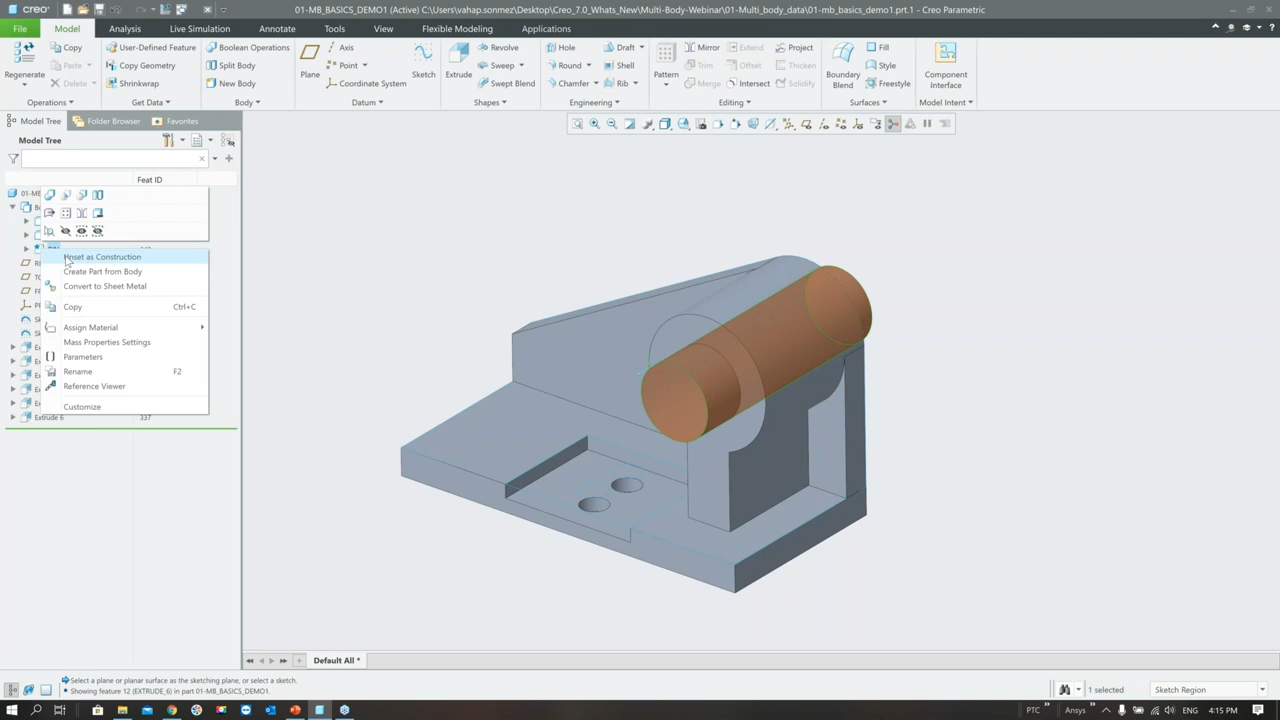 creo
01-MB_BASICS_DEMO1 (Active) C:\Users\vahap.sonmez\Desktop\Creo_7.0_Whats_New\Multi-Body-Webinar\01-Multi_body_data\01-mb_basics_demo1.prt.1 - Creo Parametric
File Model Analysis Live Simulation Annotate Tools View Flexible Modeling Applications
Copy User-Defined Feature Boolean Operations Axis Revolve Hole Draft Mirror Extend Project Fill
Paste Copy Geometry Split Body Point Sweep Round Shell Trim Offset Thicken Style
Regenerate Plane Sketch Extrude Pattern Boundary Blend Component Interface
Delete Shrinkwrap New Body Coordinate System Swept Blend Chamfer Rib Merge Intersect Solidify Freestyle
Operations Get Data Body Datum Shapes Engineering Editing Surfaces Model Intent
Model Tree Folder Browser Favorites
Model Tree
Feat ID
01-MB
Unset as Construction
Create Part from Body
Convert to Sheet Metal
Copy Ctrl+C
Assign Material
Mass Properties Settings
Parameters
Rename F2
Reference Viewer
Customize
Extrude 6 337
Default All *
Select a plane or planar surface as the sketching plane, or select a sketch.
Showing feature 12 (EXTRUDE_6) in part 01-MB_BASICS_DEMO1.
1 selected
Sketch Region
PTC Ansys ENG 4:15 PM